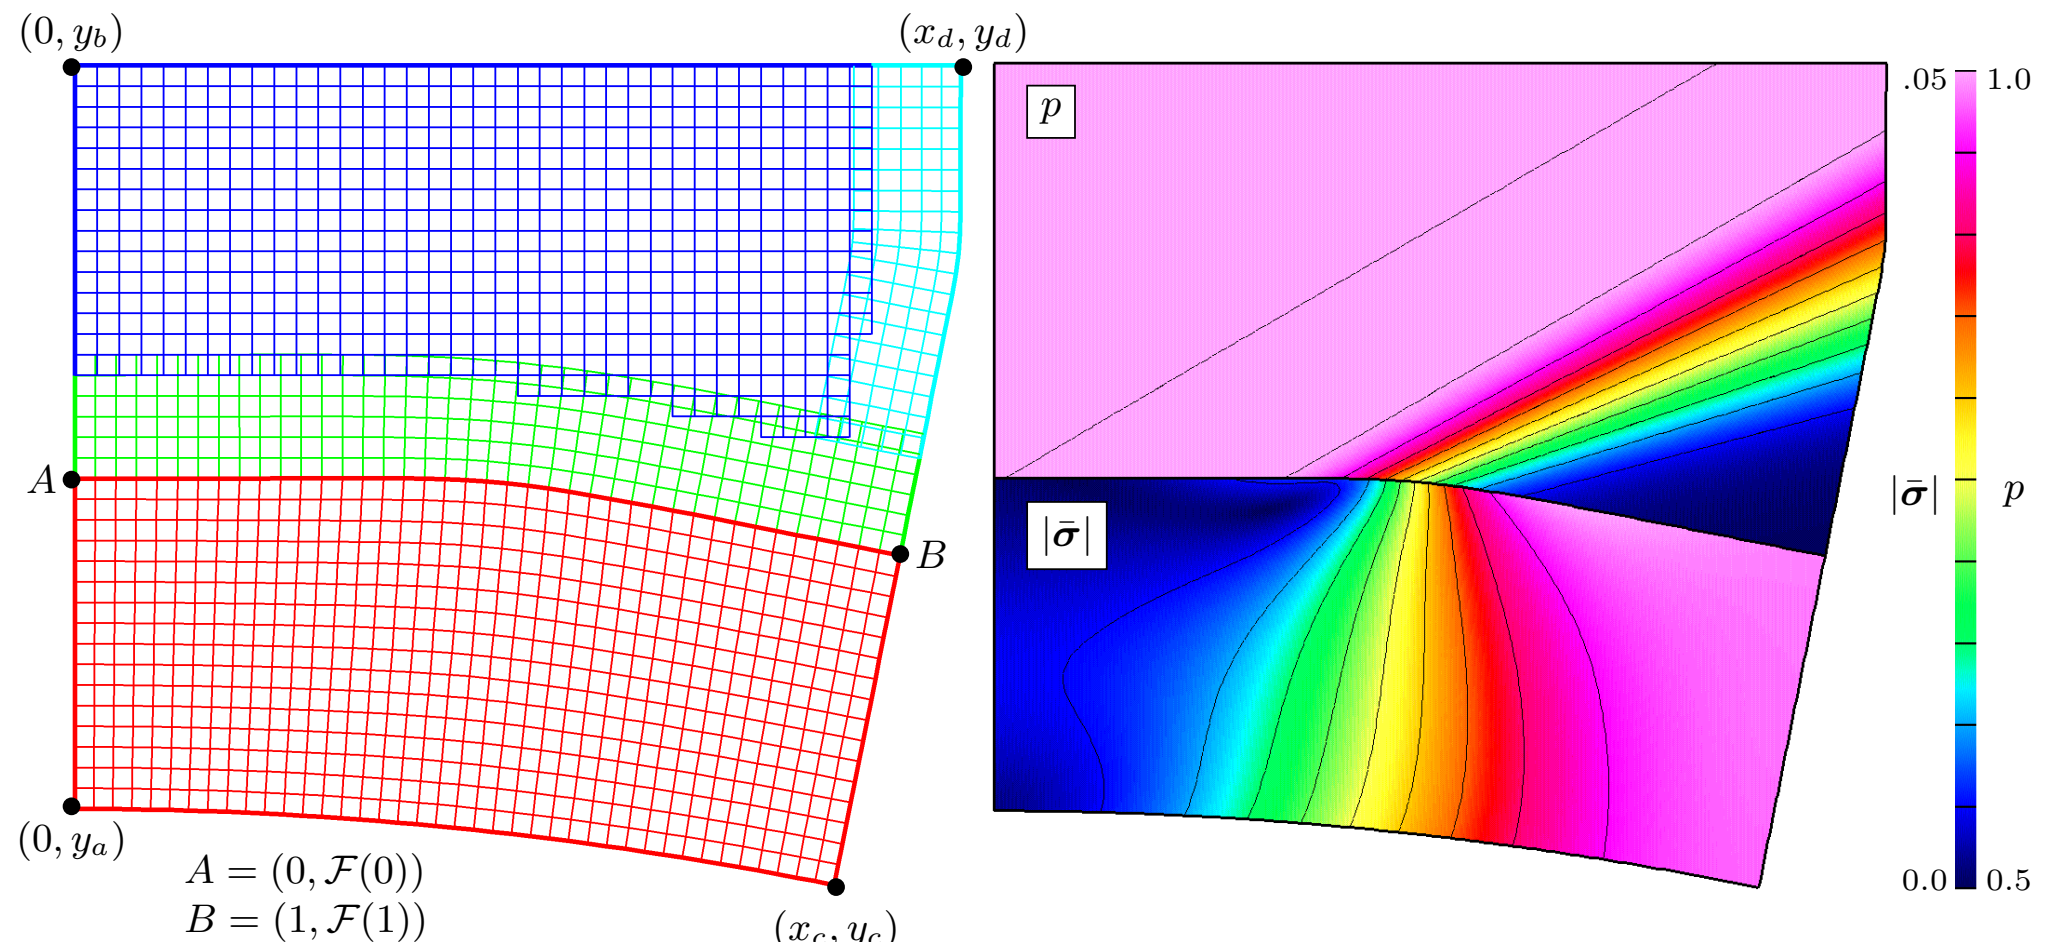 (0, y_b)
(x_d, y_d)
A
B
(0, y_a)
A = (0, ℱ(0))
B = (1, ℱ(1))
(x_c, y_c)
p
|σ̄|
.05 1.0
|σ̄| p
0.0 0.5